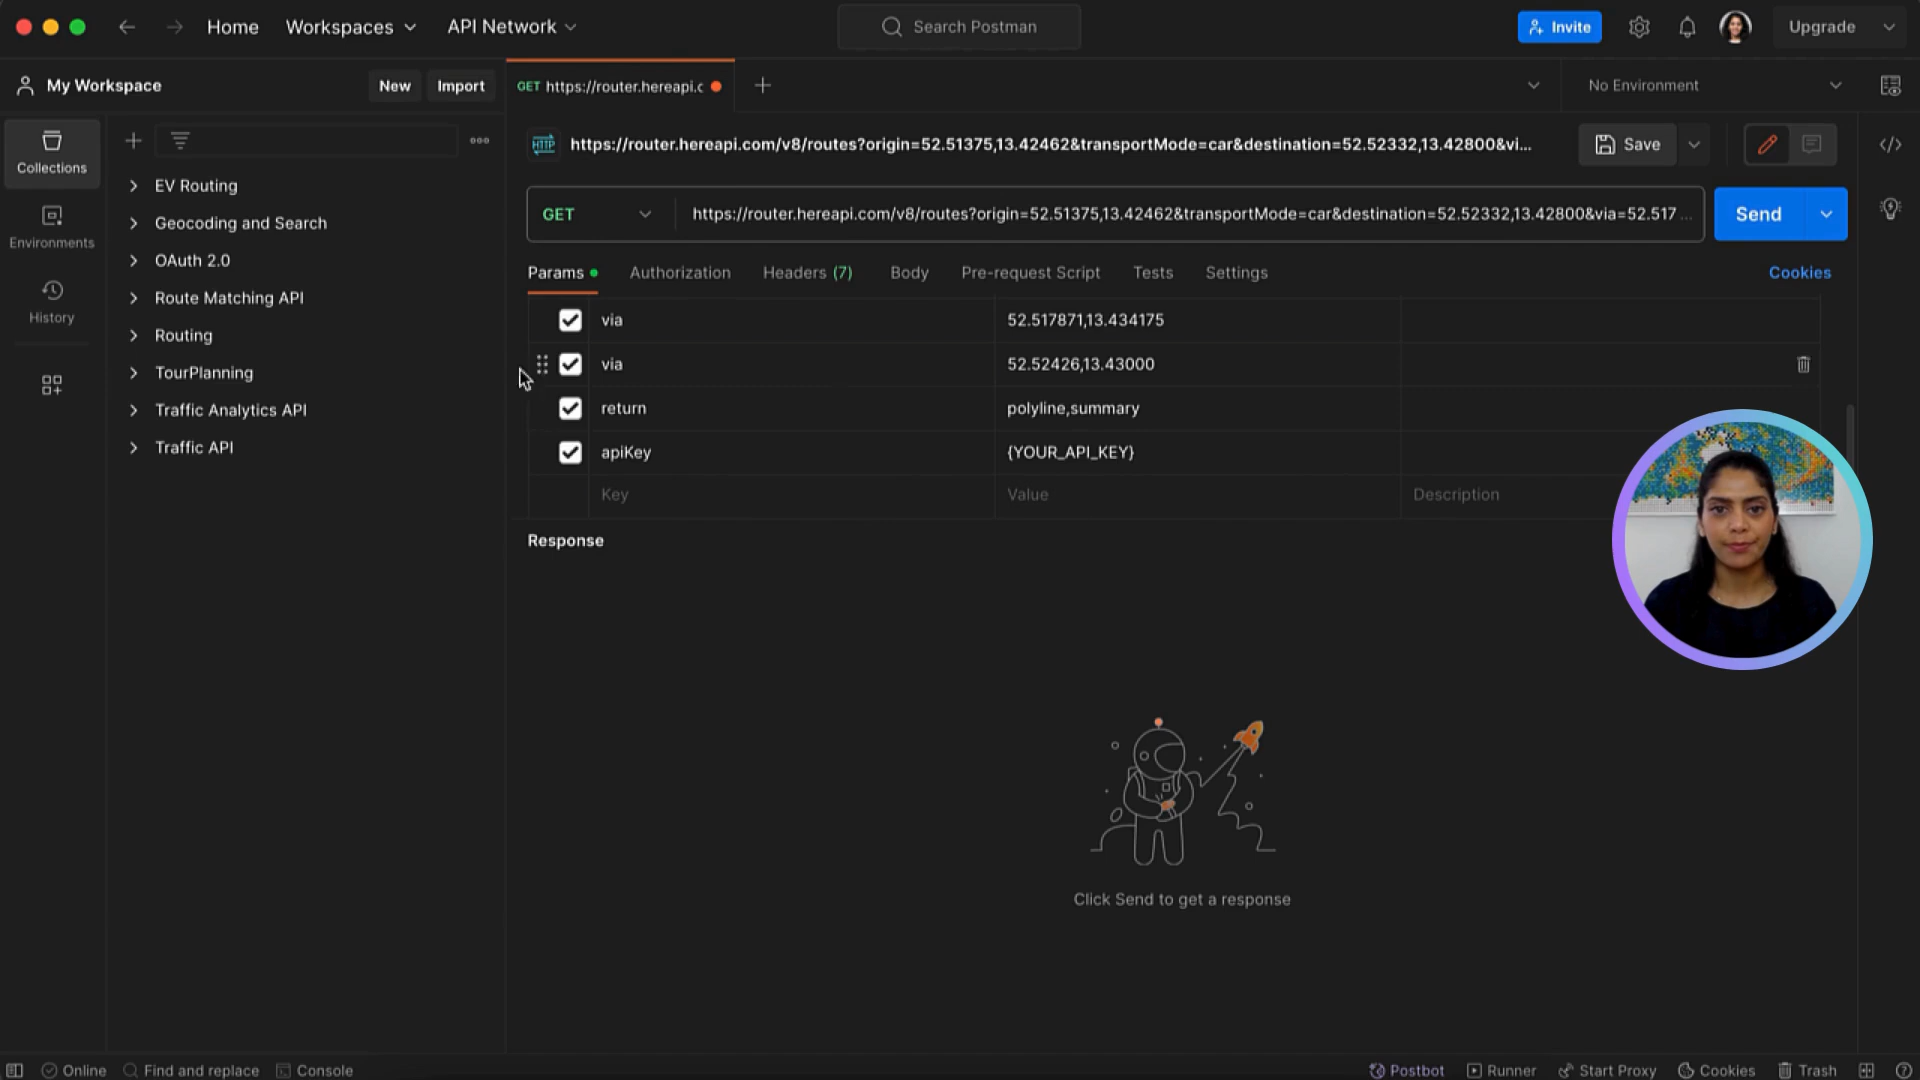 Home
Workspaces
API Network
Search Postman
Invite
Upgrade
My Workspace
New
Import
GET https://router.hereapi.c
No Environment
Collections
Environments
History
EV Routing
Geocoding and Search
OAuth 2.0
Route Matching API
Routing
TourPlanning
Traffic Analytics API
Traffic API
HTTP https://router.hereapi.com/v8/routes?origin=52.51375,13.42462&transportMode=car&destination=52.52332,13.42800&vi...
Save
GET https://router.hereapi.com/v8/routes?origin=52.51375,13.42462&transportMode=car&destination=52.52332,13.42800&via=52.517 ...
Send
Params Authorization Headers (7) Body Pre-request Script Tests Settings Cookies
via 52.517871,13.434175
via 52.52426,13.43000
return polyline,summary
apiKey {YOUR_API_KEY}
Key Value Description
Response
Click Send to get a response
Online Find and replace Console Postbot Runner Start Proxy Cookies Trash